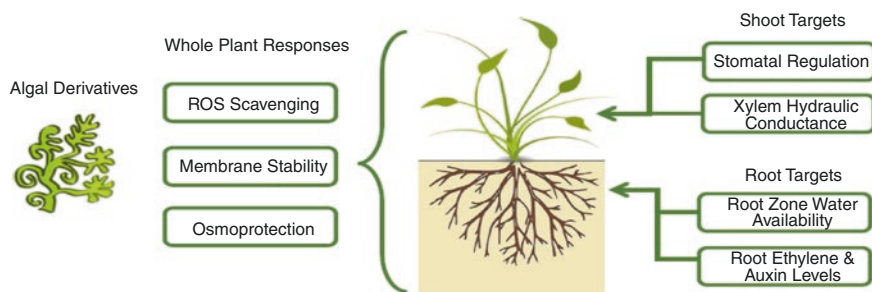 Algal Derivatives
Whole Plant Responses
ROS Scavenging
Membrane Stability
Osmoprotection
Shoot Targets
Stomatal Regulation
Xylem Hydraulic
Conductance
Root Targets
Root Zone Water
Availability
Root Ethylene &
Auxin Levels